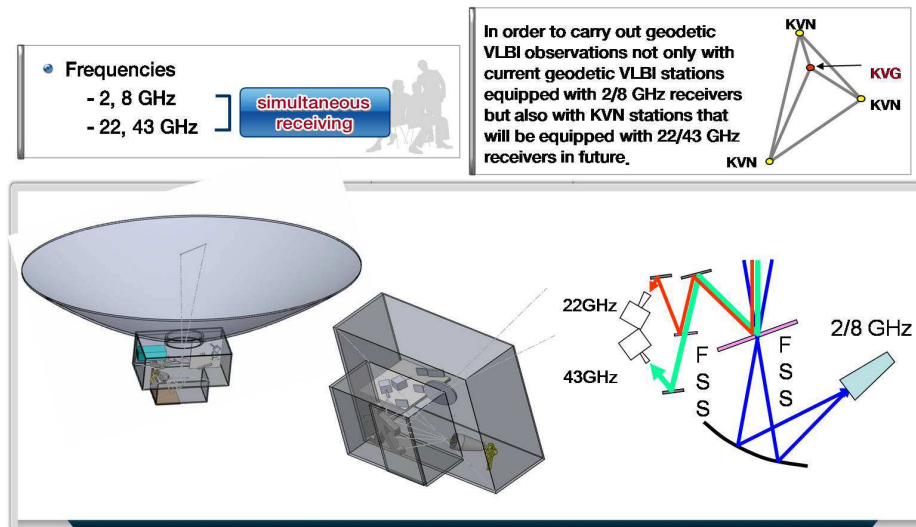 Frequencies
- 2, 8 GHz
- 22, 43 GHz
simultaneous
receiving
In order to carry out geodetic
VLBI observations not only with
current geodetic VLBI stations
equipped with 2/8 GHz receivers
but also with KVN stations that
will be equipped with 22/43 GHz
receivers in future.
KVN
KVG
KVN
KVN
22GHz
43GHz
FSS
FSS
2/8 GHz